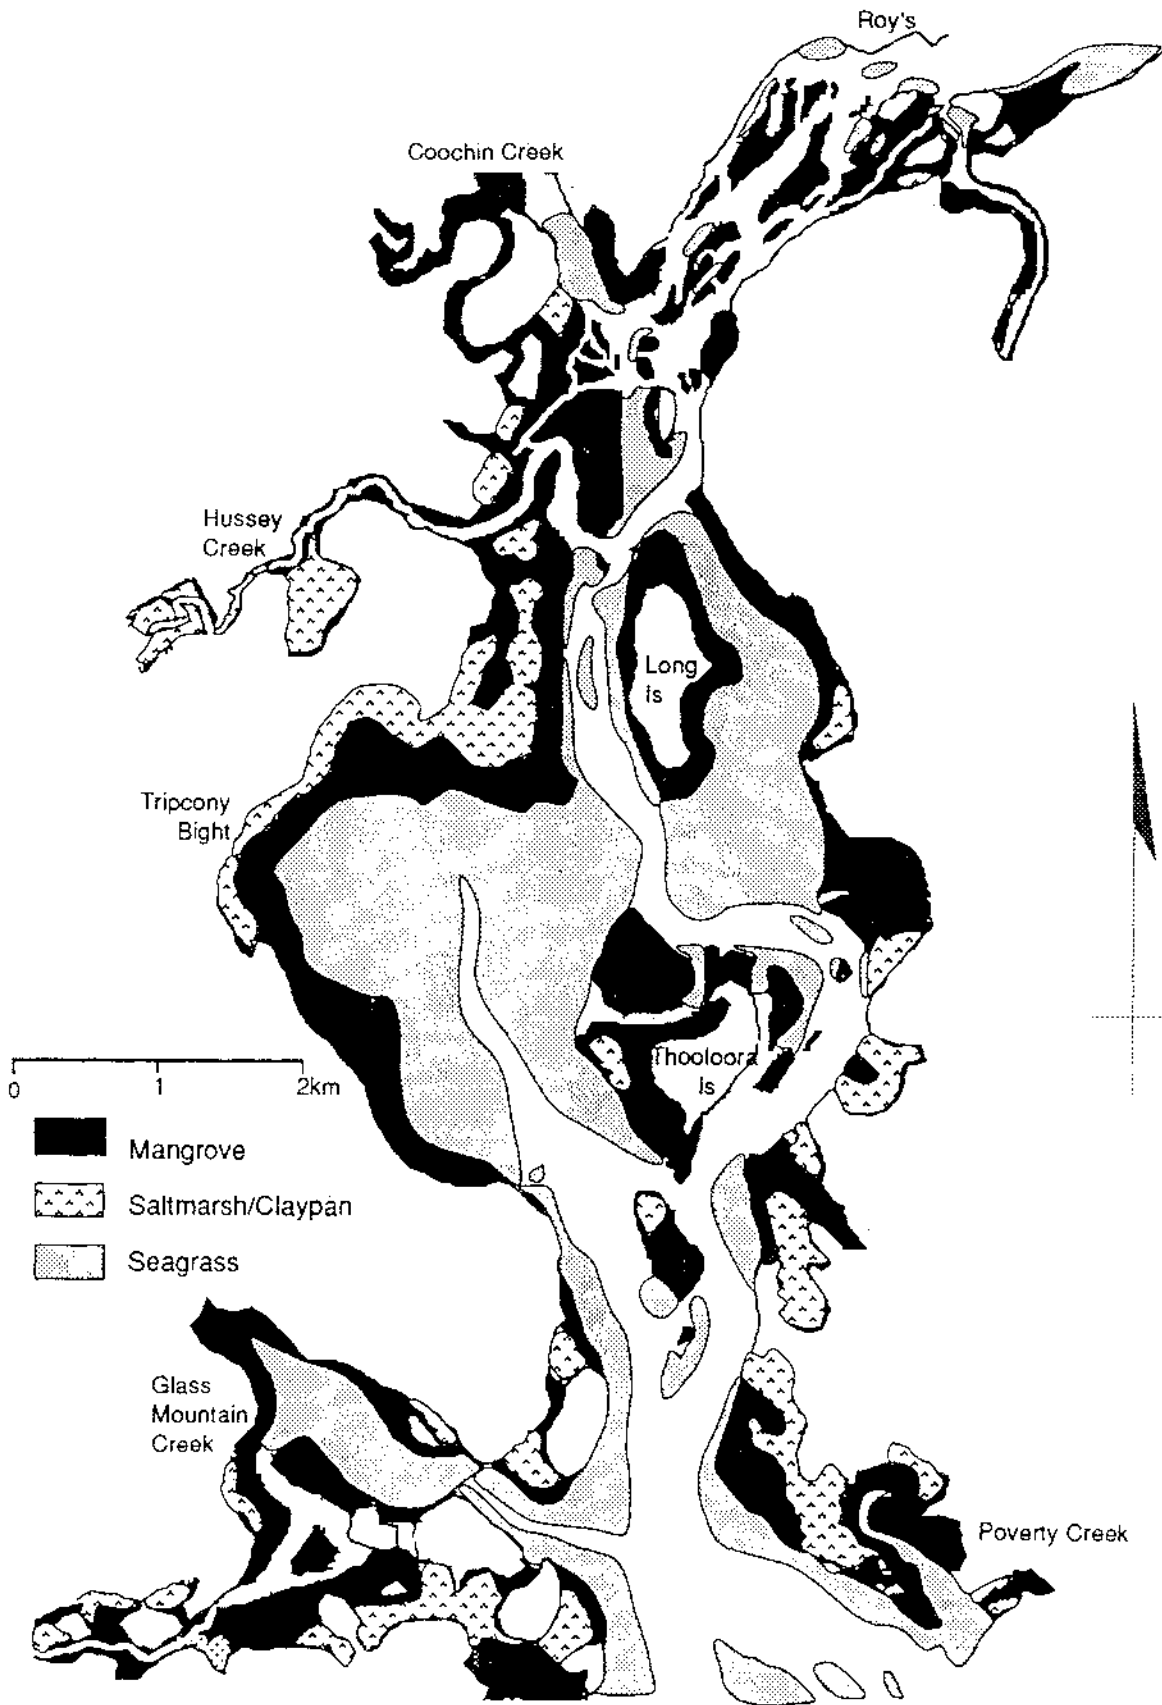 Roy's
Coochin Creek
Hussey
Creek
Long
Is
Tripcony
Bight
Thooloora
Is
0 1 2km
Mangrove
Saltmarsh/Claypan
Seagrass
Glass
Mountain
Creek
Poverty Creek